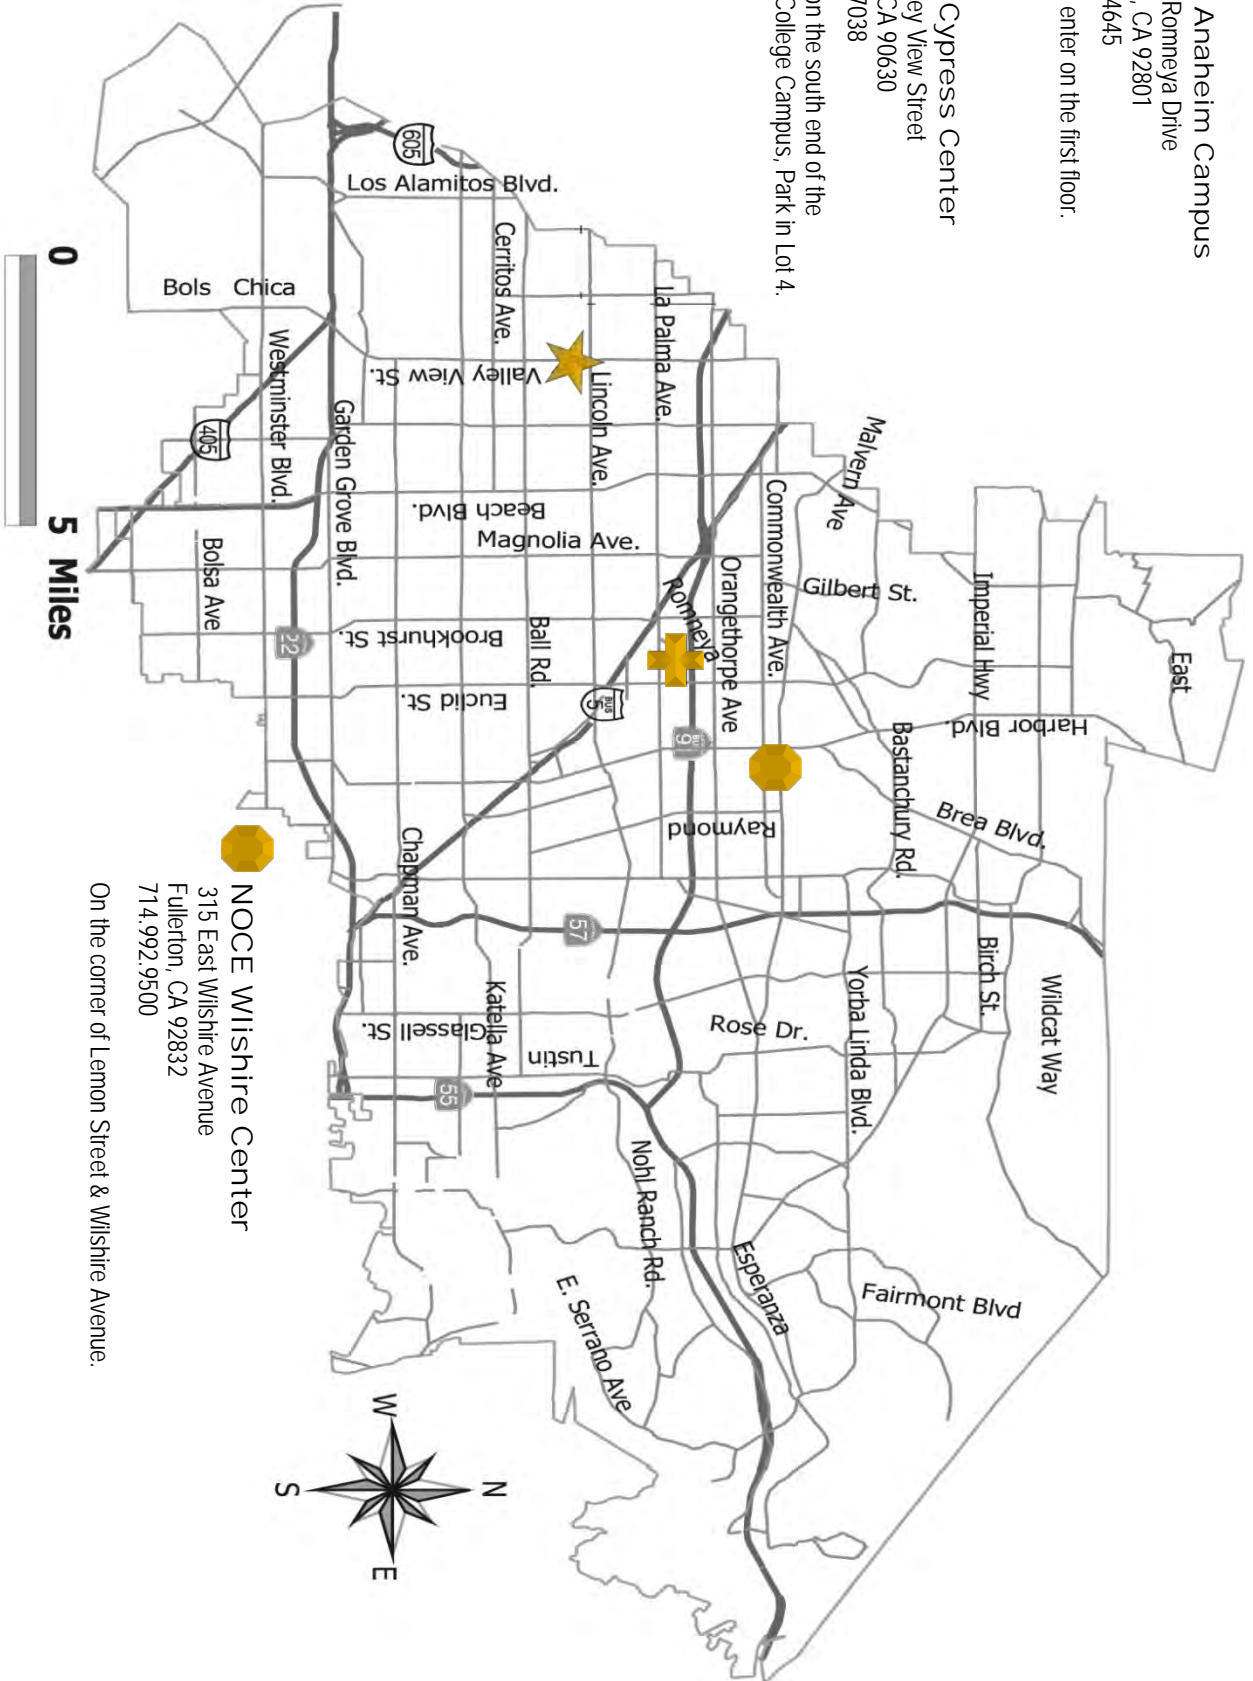 Anaheim Campus
Romneya Drive
, CA 92801
4645
enter on the first floor.
Cypress Center
ey View Street
CA 90630
7038
on the south end of the
College Campus, Park in Lot 4.
East
Imperial Hwy
Harbor Blvd.
Malvern Ave
Gilbert St.
Commonwealth Ave.
Bastanchury Rd.
Brea Blvd.
Wildcat Way
Birch St.
Yorba Linda Blvd.
Rose Dr.
Fairmont Blvd
Esperanza
Orangethorpe Ave
Romneya
91
Raymond
La Palma Ave.
Lincoln Ave.
BUS
5
57
Nohl Ranch Rd.
E. Serrano Ave
Valley View St.
Cerritos Ave.
Los Alamitos Blvd.
605
Beach Blvd.
Magnolia Ave.
Ball Rd.
Brookhurst St.
Euclid St.
Katella Ave
Tustin
Glassell St.
55
Chapman Ave.
Garden Grove Blvd.
22
Westminster Blvd.
Bols Chica
405
Bolsa Ave
0
5 Miles
N
W
E
S
NOCE Wlishire Center
315 East Wilshire Avenue
Fullerton, CA 92832
714.992.9500
On the corner of Lemon Street & Wilshire Avenue.